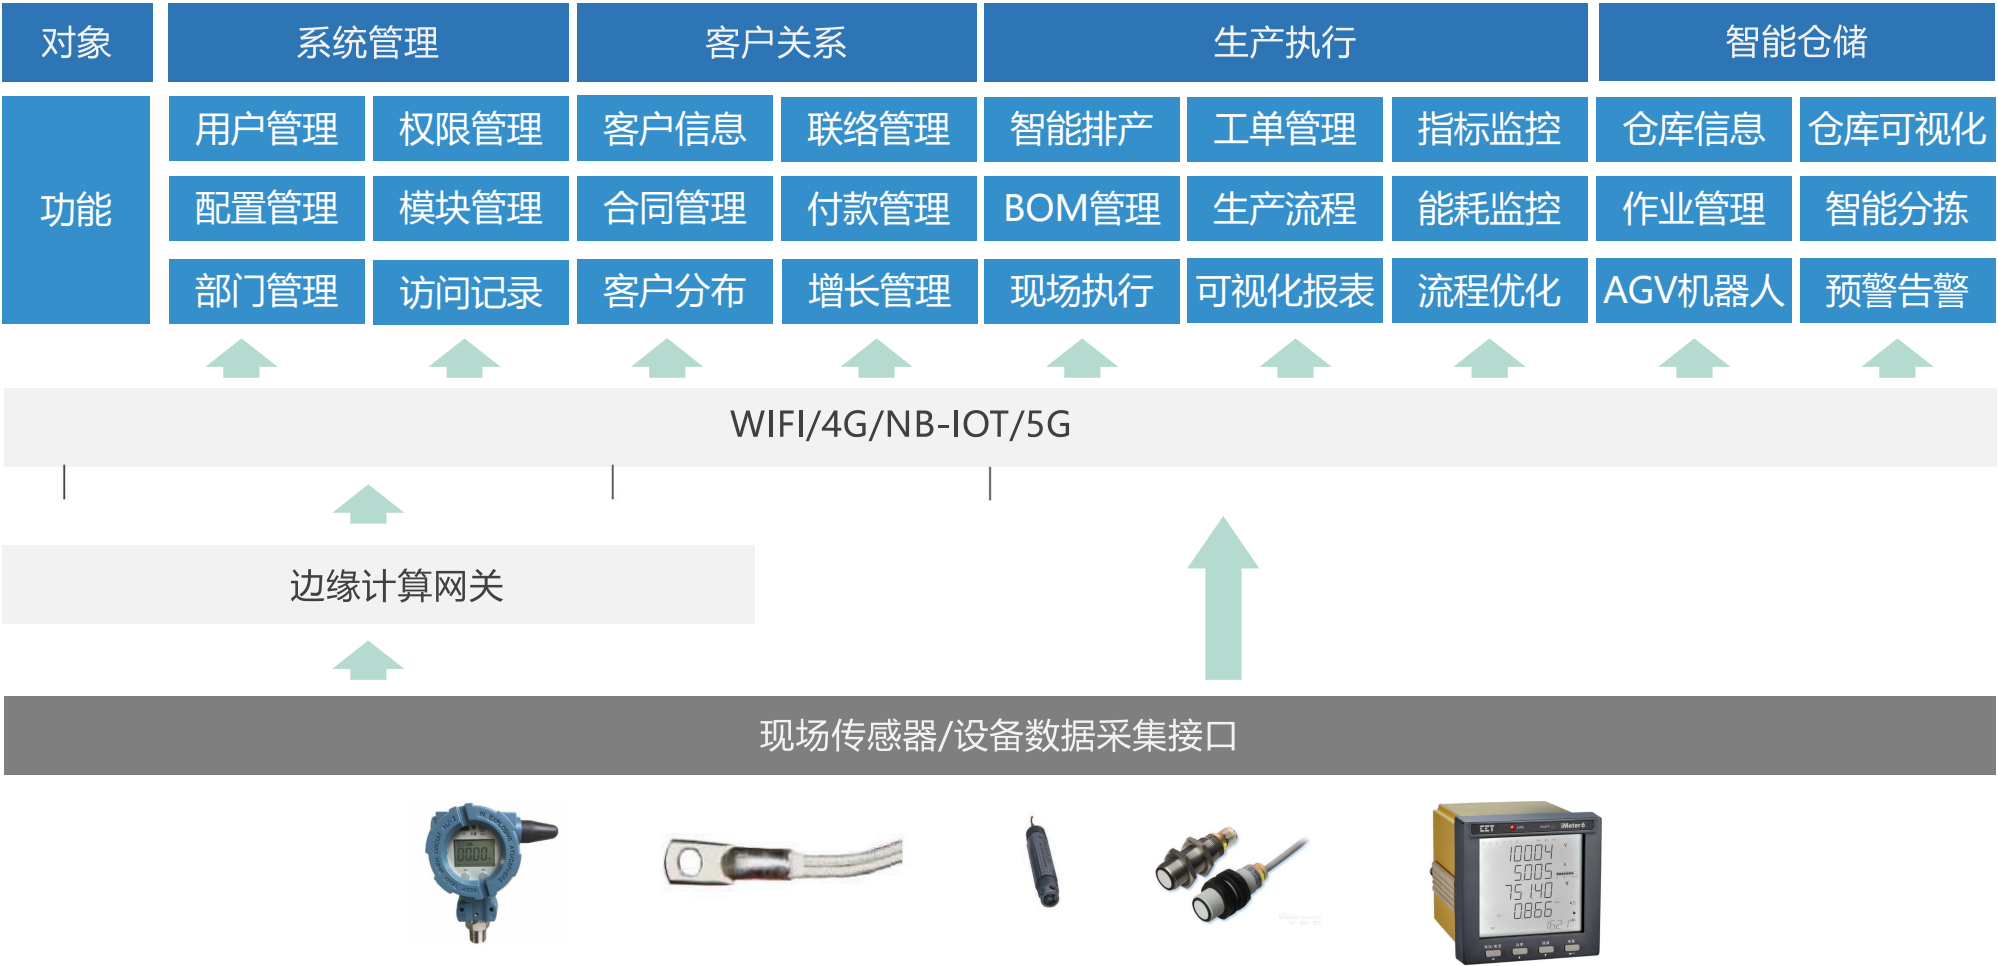 对象 系统管理 客户关系 生产执行 智能仓储
用户管理 权限管理 客户信息 联络管理 智能排产 工单管理 指标监控 仓库信息 仓库可视化
功能 配置管理 模块管理 合同管理 付款管理 BOM管理 生产流程 能耗监控 作业管理 智能分拣
部门管理 访问记录 客户分布 增长管理 现场执行 可视化报表 流程优化 AGV机器人 预警告警
WIFI/4G/NB-IOT/5G
边缘计算网关
现场传感器/设备数据采集接口
EET iMeter6
100.04
5.005
75.140
0.866